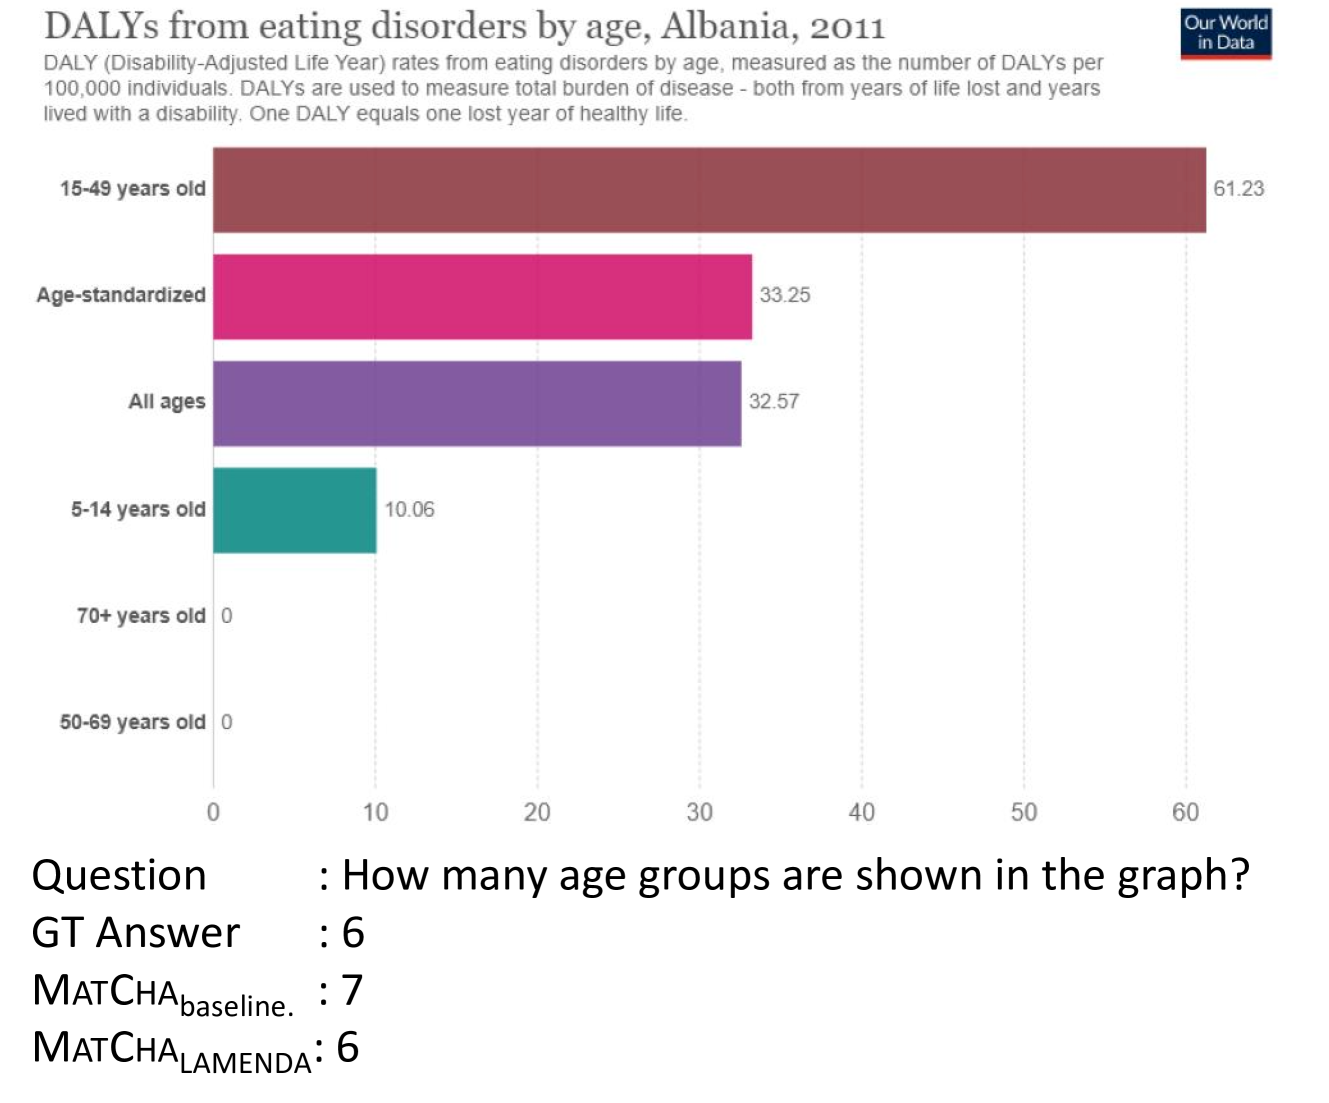 DALYs from eating disorders by age, Albania, 2011
Our World
in Data
DALY (Disability-Adjusted Life Year) rates from eating disorders by age, measured as the number of DALYs per
100,000 individuals. DALYs are used to measure total burden of disease - both from years of life lost and years
lived with a disability. One DALY equals one lost year of healthy life.
15-49 years old 61.23
Age-standardized 33.25
All ages 32.57
5-14 years old 10.06
70+ years old 0
50-69 years old 0
0 10 20 30 40 50 60
Question : How many age groups are shown in the graph?
GT Answer : 6
MATCHA baseline. : 7
MATCHA LAMENDA : 6